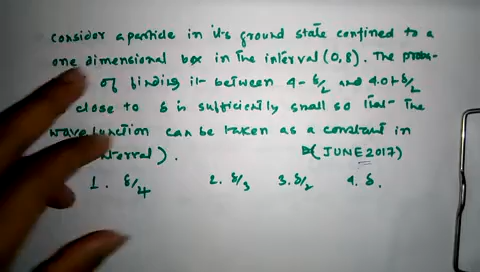 consider a particle in its ground state confined to a
one dimensional box in the interval (0,8). The proba-
of finding it between 4-δ/2 and 4.0+δ/2
close to δ is sufficiently small so that the
wavefunction can be taken as a constant in
interval).
(JUNE 2017)
1. δ/4 2. δ/3 3. δ/2 4. δ.